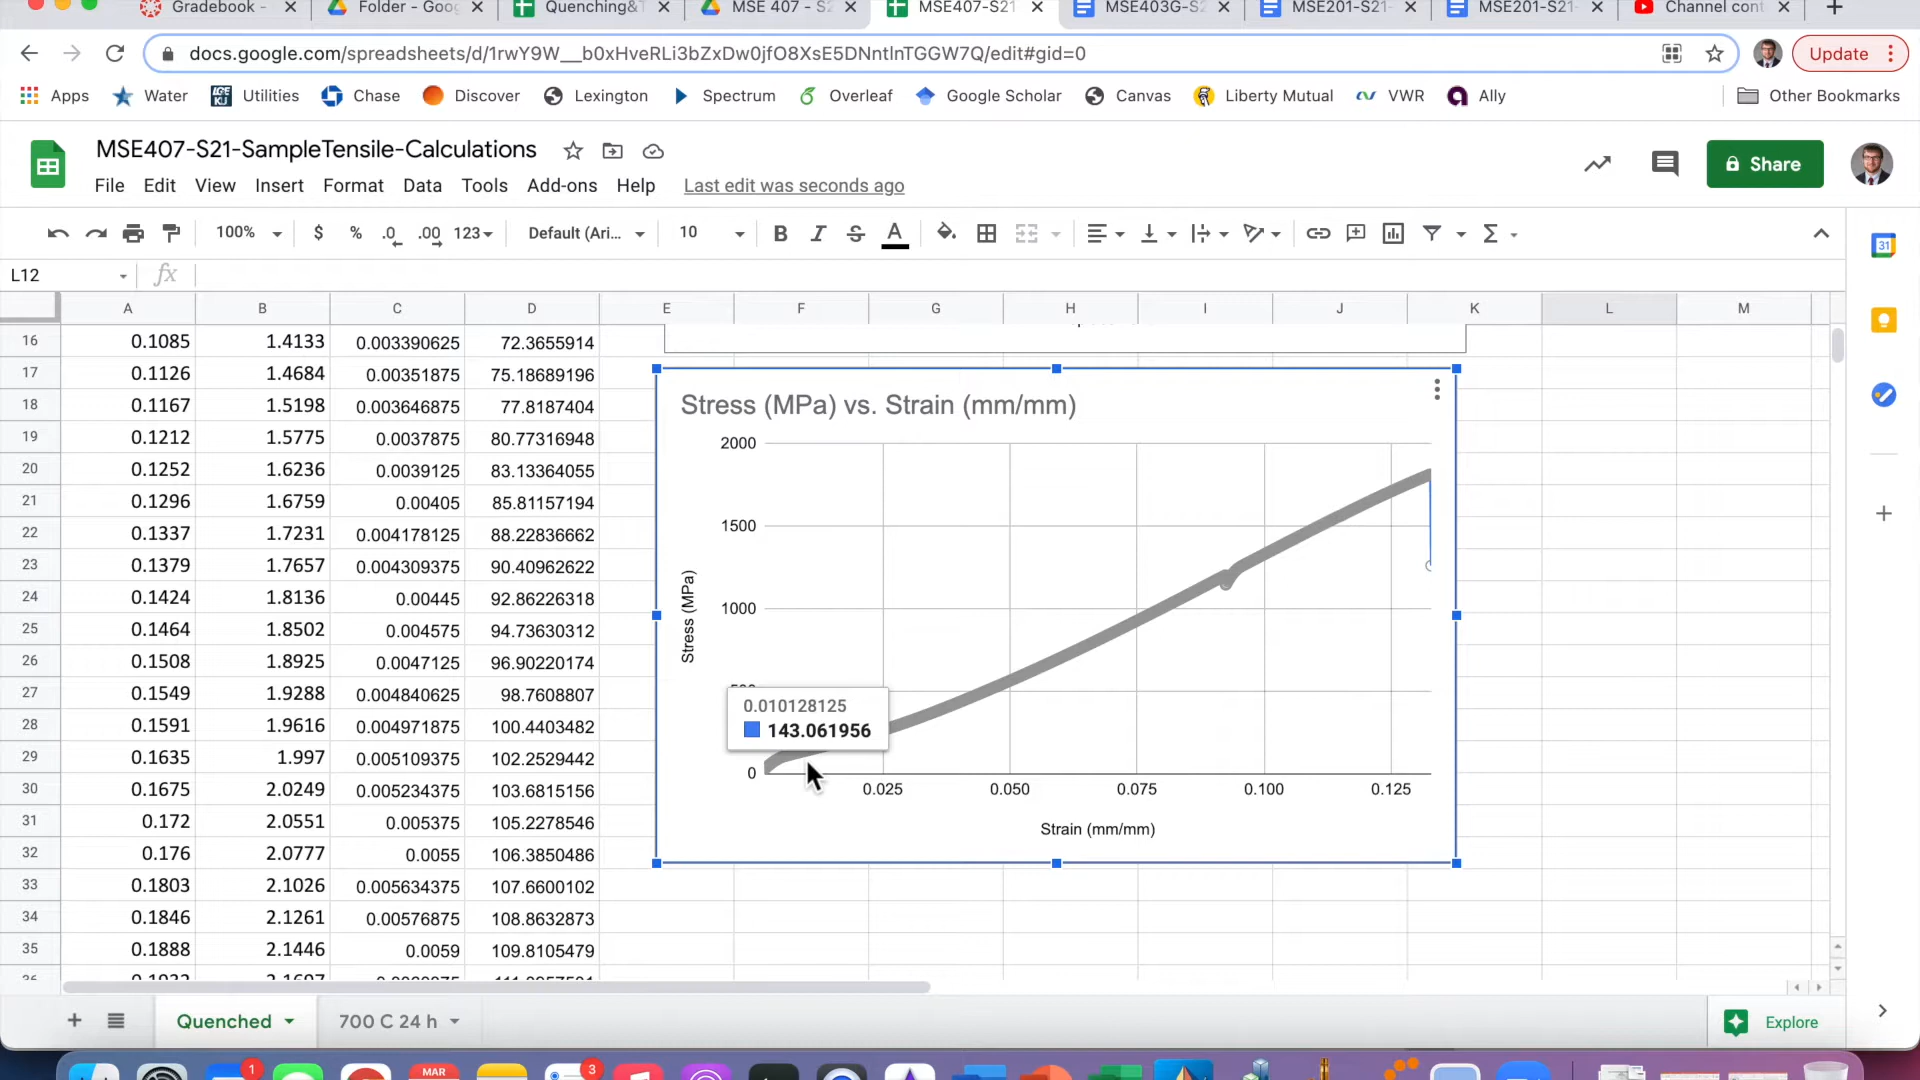 Gradebook -
Folder - Goog
Quenching&T
MSE 407 - S2
MSE407-S21
MSE403G-S2
MSE201-S21-
MSE201-S21-
Channel cont
docs.google.com/spreadsheets/d/1rwY9W__b0xHveRLi3bZxDw0jfO8XsE5DNntlnTGGW7Q/edit#gid=0
Update
Apps
Water
Utilities
Chase
Discover
Lexington
Spectrum
Overleaf
Google Scholar
Canvas
Liberty Mutual
VWR
Ally
Other Bookmarks
MSE407-S21-SampleTensile-Calculations
File Edit View Insert Format Data Tools Add-ons Help Last edit was seconds ago
Share
100% $ % .0 .00 123 Default (Ari... 10 B I S A
31
L12
fx
A B C D E F G H I J K L M
16 0.1085 1.4133 0.003390625 72.3655914
17 0.1126 1.4684 0.00351875 75.18689196
18 0.1167 1.5198 0.003646875 77.8187404
19 0.1212 1.5775 0.0037875 80.77316948
20 0.1252 1.6236 0.0039125 83.13364055
21 0.1296 1.6759 0.00405 85.81157194
22 0.1337 1.7231 0.004178125 88.22836662
23 0.1379 1.7657 0.004309375 90.40962622
24 0.1424 1.8136 0.00445 92.86226318
25 0.1464 1.8502 0.004575 94.73630312
26 0.1508 1.8925 0.0047125 96.90220174
27 0.1549 1.9288 0.004840625 98.7608807
28 0.1591 1.9616 0.004971875 100.4403482
29 0.1635 1.997 0.005109375 102.2529442
30 0.1675 2.0249 0.005234375 103.6815156
31 0.172 2.0551 0.005375 105.2278546
32 0.176 2.0777 0.0055 106.3850486
33 0.1803 2.1026 0.005634375 107.6600102
34 0.1846 2.1261 0.00576875 108.8632873
35 0.1888 2.1446 0.0059 109.8105479
Stress (MPa) vs. Strain (mm/mm)
2000
1500
1000
0
Stress (MPa)
0.010128125
143.061956
0.025 0.050 0.075 0.100 0.125
Strain (mm/mm)
Quenched
700 C 24 h
Explore
1
MAR
3